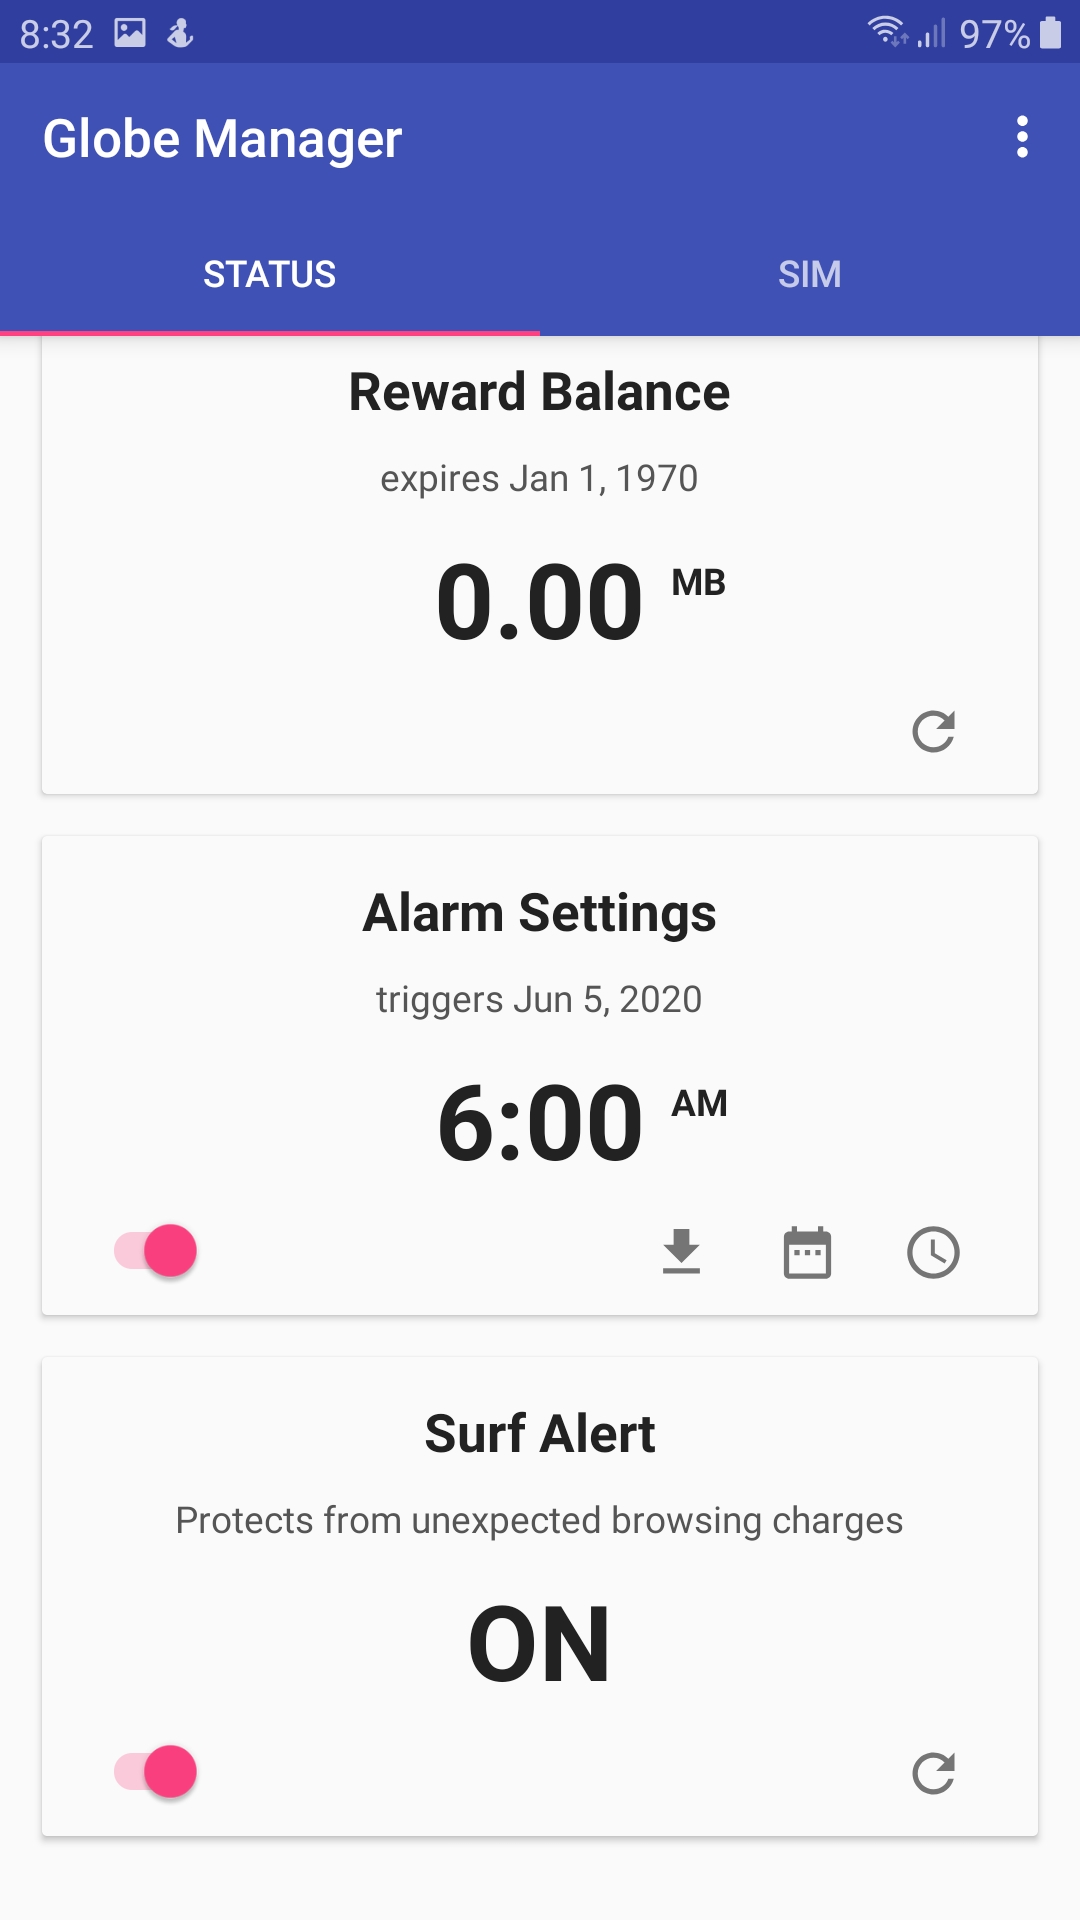 8:32 97%
Globe Manager
STATUS SIM
Reward Balance
expires Jan 1, 1970
0.00 MB
Alarm Settings
triggers Jun 5, 2020
6:00 AM
Surf Alert
Protects from unexpected browsing charges
ON